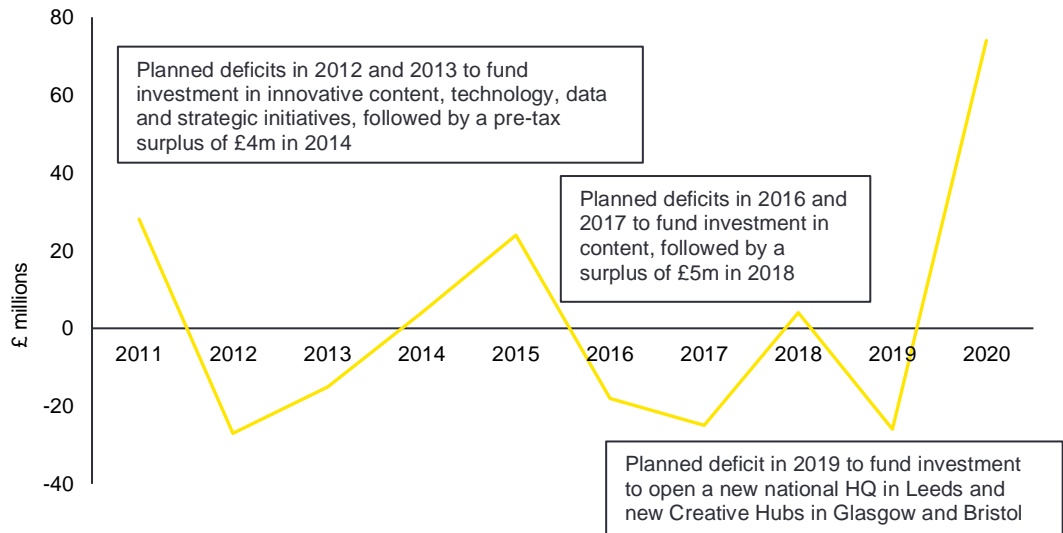 80
Planned deficits in 2012 and 2013 to fund
investment in innovative content, technology, data
and strategic initiatives, followed by a pre-tax
surplus of £4m in 2014
60
40
Planned deficits in 2016 and
2017 to fund investment in
content, followed by a
surplus of £5m in 2018
20
£ millions
0
2011 2012 2013 2014 2015 2016 2017 2018 2019 2020
-20
Planned deficit in 2019 to fund investment
to open a new national HQ in Leeds and
new Creative Hubs in Glasgow and Bristol
-40